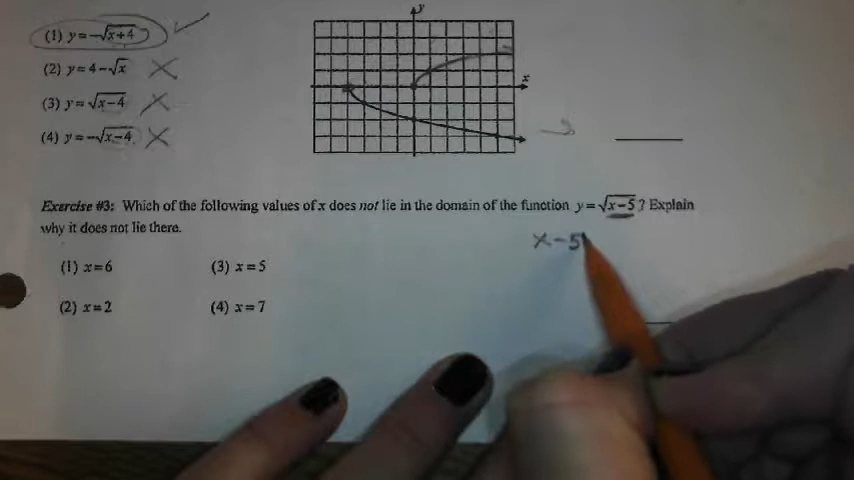 (1) y = -√x+4
(2) y = 4 - √x
(3) y = √x-4
(4) y = -√x-4
y
x
Exercise #3: Which of the following values of x does not lie in the domain of the function y = √x-5 ? Explain
why it does not lie there.
x-5
(1) x = 6
(3) x = 5
(2) x = 2
(4) x = 7